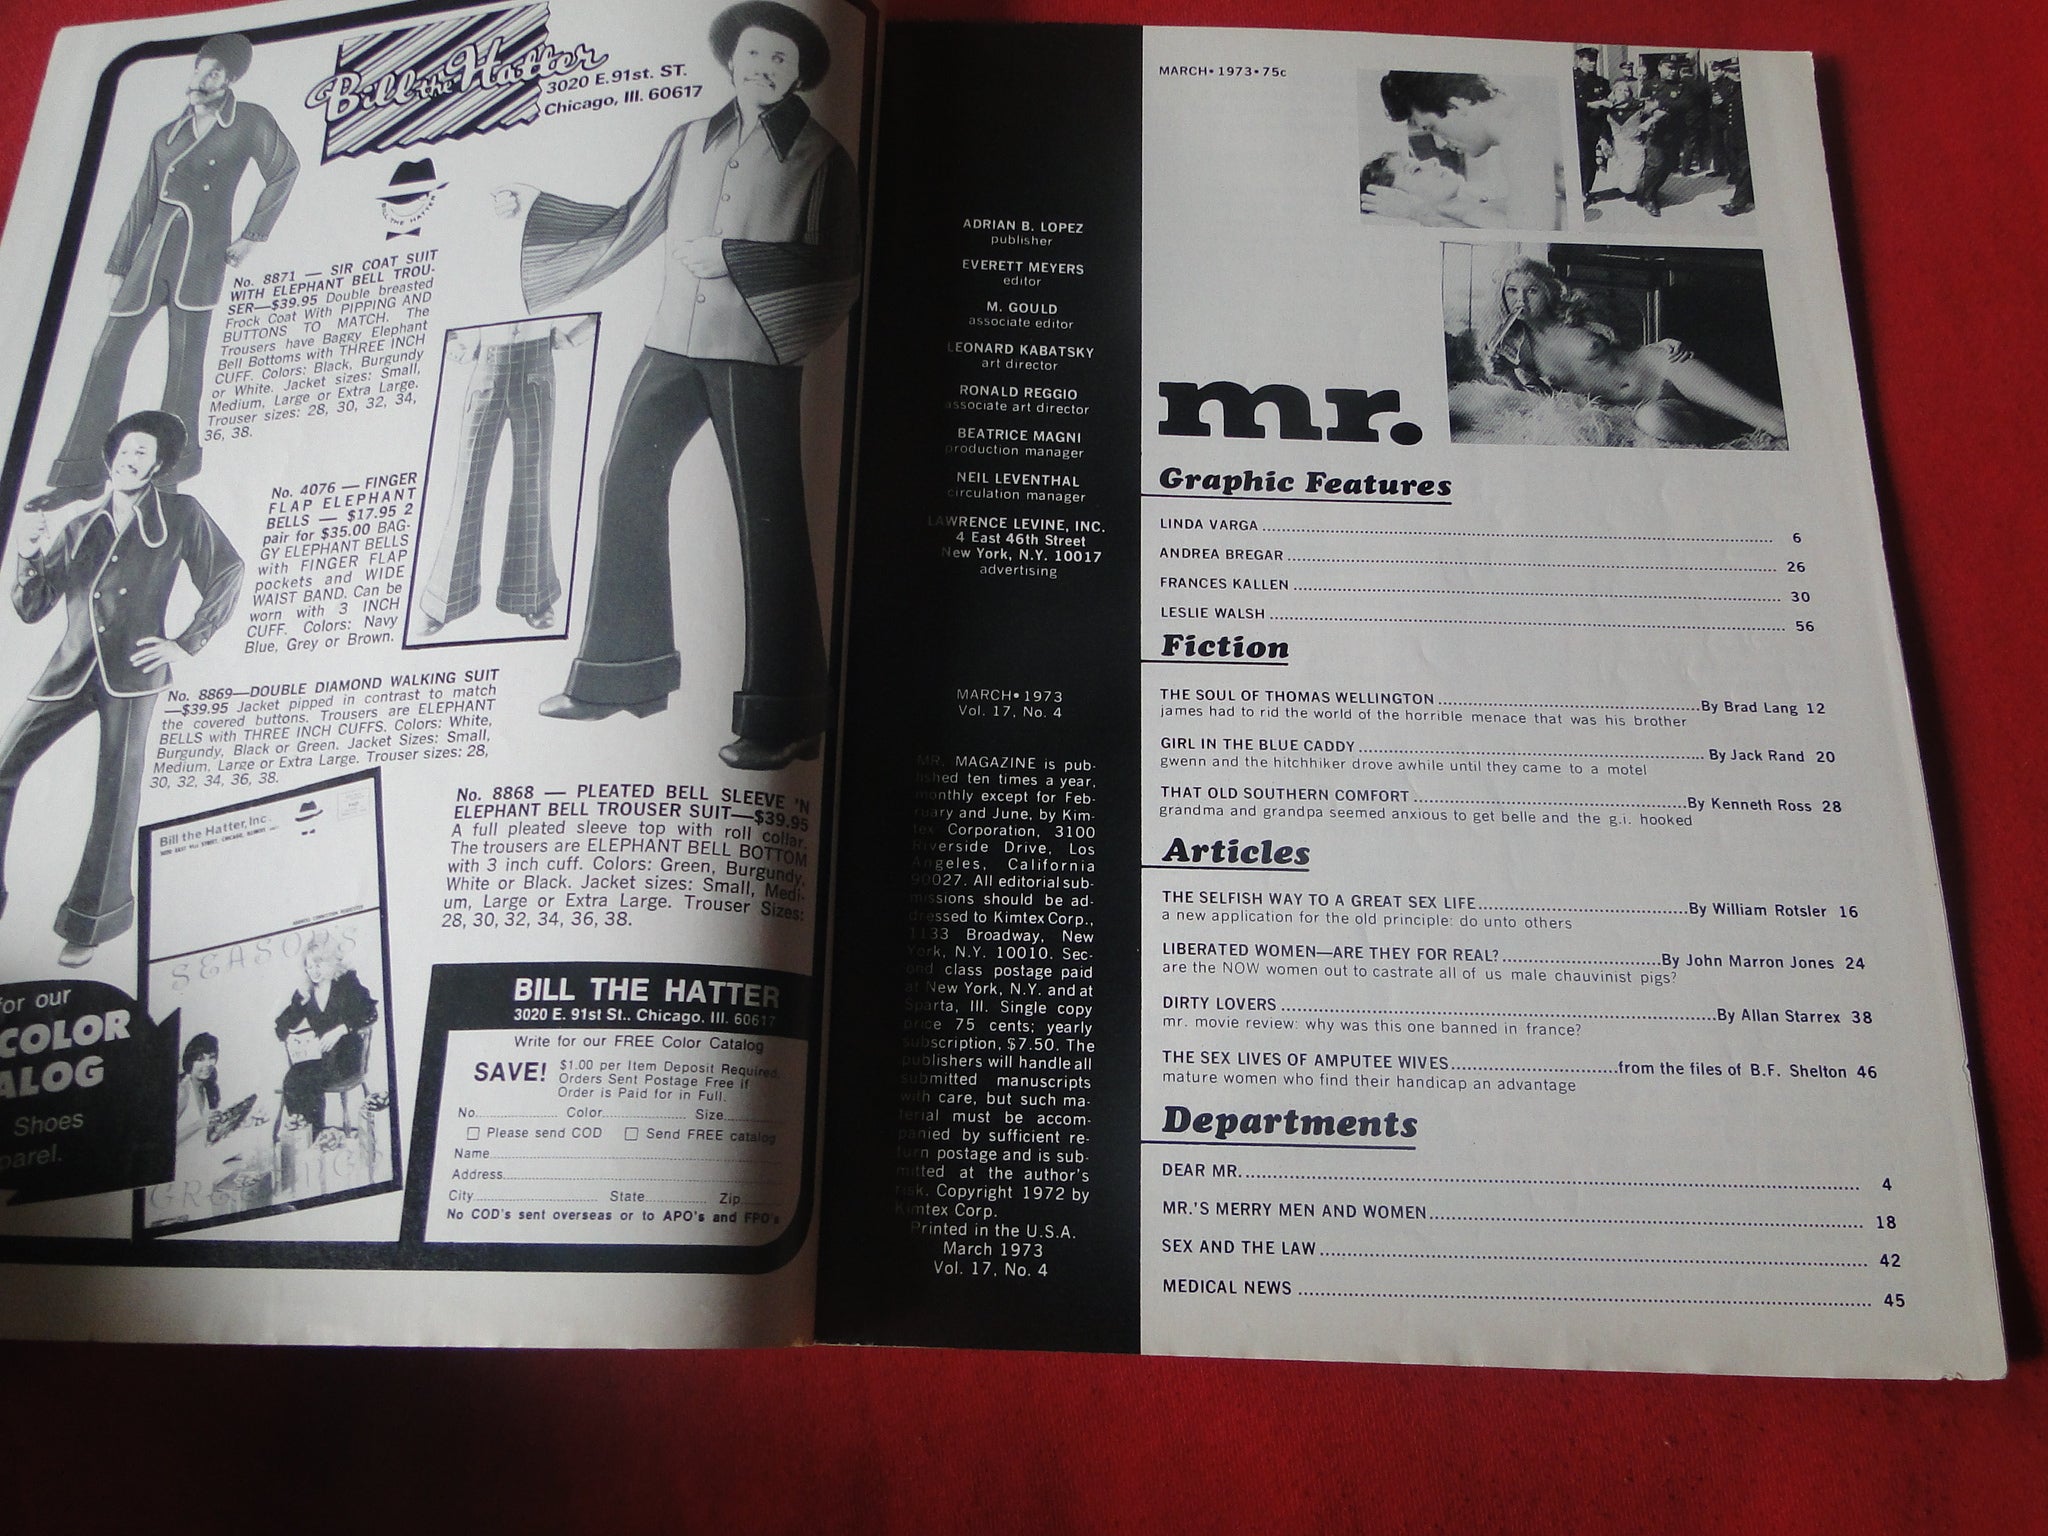 Bill the Hatter
3020 E. 91st. ST.
Chicago, Ill. 60617
BILL THE HATTER
No. 8871 — SIR COAT SUIT
WITH ELEPHANT BELL TROU-
SER—$39.95 Double breasted
Frock Coat With PIPPING AND
BUTTONS TO MATCH. The
Trousers have Baggy Elephant
Bell Bottoms with THREE INCH
CUFF. Colors: Black, Burgundy
or White. Jacket sizes: Small,
Medium, Large or Extra Large.
Trouser sizes: 28, 30, 32, 34,
36, 38.
No. 4076 — FINGER
FLAP ELEPHANT
BELLS — $17.95 2
pair for $35.00 BAG-
GY ELEPHANT BELLS
with FINGER FLAP
pockets and WIDE
WAIST BAND. Can be
worn with 3 INCH
CUFF. Colors: Navy
Blue, Grey or Brown.
No. 8869—DOUBLE DIAMOND WALKING SUIT
—$39.95 Jacket pipped in contrast to match
the covered buttons. Trousers are ELEPHANT
BELLS with THREE INCH CUFFS. Colors: White,
Burgundy, Black or Green. Jacket Sizes: Small,
Medium, Large or Extra Large. Trouser sizes: 28,
30, 32, 34, 36, 38.
No. 8868 — PLEATED BELL SLEEVE 'N
ELEPHANT BELL TROUSER SUIT—$39.95
A full pleated sleeve top with roll collar.
The trousers are ELEPHANT BELL BOTTOM
with 3 inch cuff. Colors: Green, Burgundy,
White or Black. Jacket sizes: Small, Medi-
um, Large or Extra Large. Trouser Sizes:
28, 30, 32, 34, 36, 38.
Bill the Hatter, Inc.
SEASON'S
GREETINGS
for our
COLOR
ALOG
Shoes
parel.
BILL THE HATTER
3020 E. 91st St., Chicago, Ill. 60617
Write for our FREE Color Catalog
SAVE! $1.00 per Item Deposit Required.
Orders Sent Postage Free if
Order is Paid for in Full.
No. Color Size
Please send COD Send FREE catalog
Name
Address
City State Zip
No COD's sent overseas or to APO's and FPO's
ADRIAN B. LOPEZ
publisher
EVERETT MEYERS
editor
M. GOULD
associate editor
LEONARD KABATSKY
art director
RONALD REGGIO
associate art director
BEATRICE MAGNI
production manager
NEIL LEVENTHAL
circulation manager
LAWRENCE LEVINE, INC.
4 East 46th Street
New York, N.Y. 10017
advertising
MARCH•1973
Vol. 17, No. 4
MR. MAGAZINE is pub-
lished ten times a year,
monthly except for Feb-
ruary and June, by Kim-
tex Corporation, 3100
Riverside Drive, Los
Angeles, California
90027. All editorial sub-
missions should be ad-
dressed to Kimtex Corp.,
1133 Broadway, New
York, N.Y. 10010. Sec-
ond class postage paid
at New York, N.Y. and at
Sparta, Ill. Single copy
price 75 cents; yearly
subscription, $7.50. The
publishers will handle all
submitted manuscripts
with care, but such ma-
terial must be accom-
panied by sufficient re-
turn postage and is sub-
mitted at the author's
risk. Copyright 1972 by
Kimtex Corp.
Printed in the U.S.A.
March 1973
Vol. 17, No. 4
MARCH•1973•75c
mr.
Graphic Features
LINDA VARGA 6
ANDREA BREGAR 26
FRANCES KALLEN 30
LESLIE WALSH 56
Fiction
THE SOUL OF THOMAS WELLINGTON By Brad Lang 12
james had to rid the world of the horrible menace that was his brother
GIRL IN THE BLUE CADDY By Jack Rand 20
gwenn and the hitchhiker drove awhile until they came to a motel
THAT OLD SOUTHERN COMFORT By Kenneth Ross 28
grandma and grandpa seemed anxious to get belle and the g.i. hooked
Articles
THE SELFISH WAY TO A GREAT SEX LIFE By William Rotsler 16
a new application for the old principle: do unto others
LIBERATED WOMEN—ARE THEY FOR REAL? By John Marron Jones 24
are the NOW women out to castrate all of us male chauvinist pigs?
DIRTY LOVERS By Allan Starrex 38
mr. movie review: why was this one banned in france?
THE SEX LIVES OF AMPUTEE WIVES from the files of B.F. Shelton 46
mature women who find their handicap an advantage
Departments
DEAR MR. 4
MR.'S MERRY MEN AND WOMEN 18
SEX AND THE LAW 42
MEDICAL NEWS 45